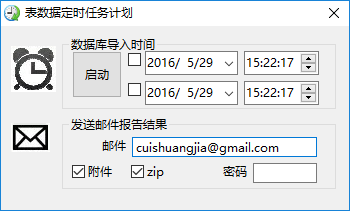 表数据定时任务计划
数据库导入时间
启动
2016/ 5/29 15:22:17
2016/ 5/29 15:22:17
发送邮件报告结果
邮件 cuishuangjia@gmail.com
附件 zip 密码